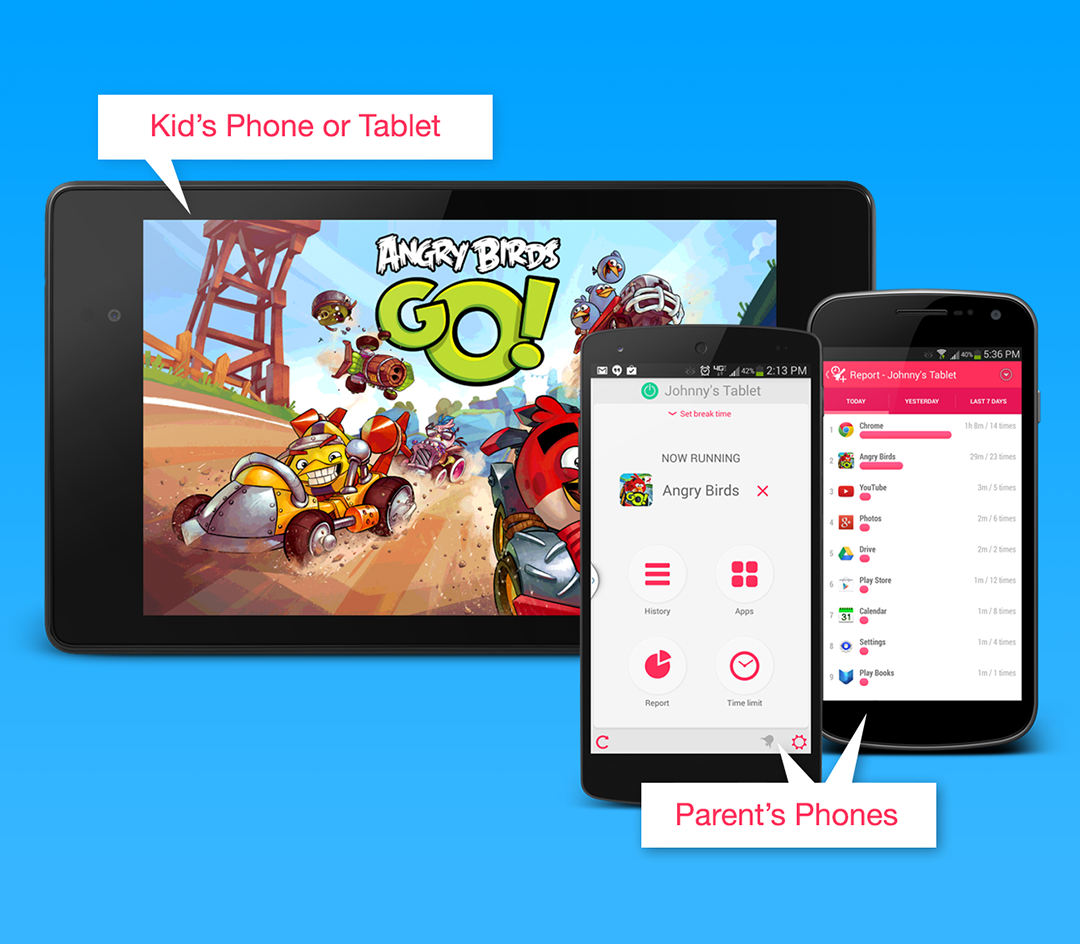 Kid's Phone or Tablet
ANGRY BIRDS
GO!
4G
42% 2:13 PM
Johnny's Tablet
Set break time
NOW RUNNING
Angry Birds
History
Apps
Report
Time limit
40% 5:36 PM
Report - Johnny's Tablet
TODAY YESTERDAY LAST 7 DAYS
1 Chrome 1h 8m / 14 times
2 Angry Birds 29m / 23 times
3 YouTube 3m / 5 times
4 Photos 2m / 6 times
5 Drive 2m / 2 times
6 Play Store 1m / 12 times
7 31 Calendar 1m / 8 times
8 Settings 1m / 4 times
9 Play Books 1m / 1 times
Parent's Phones